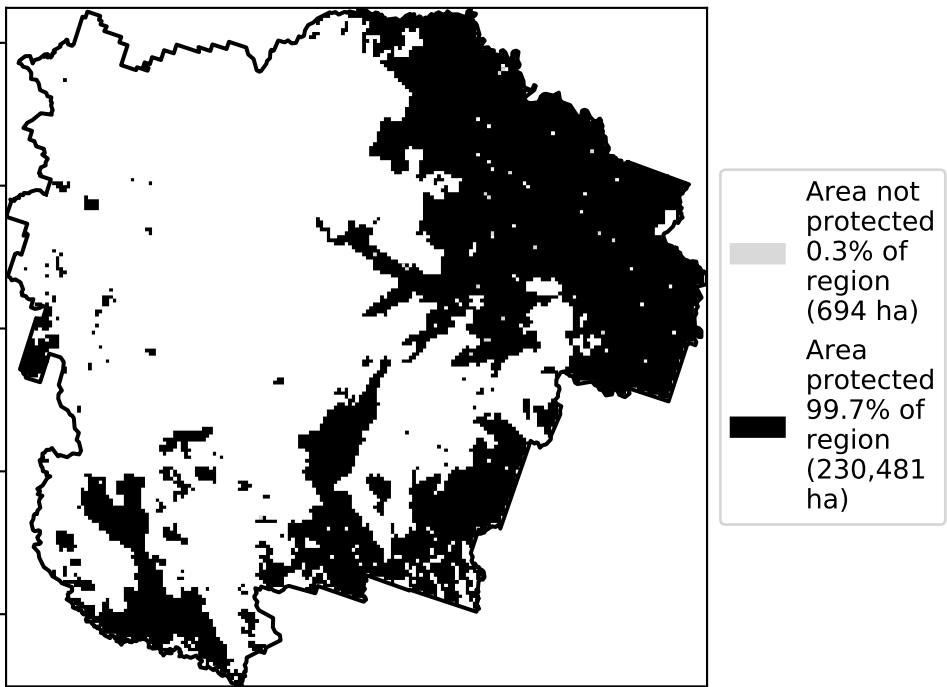 Area not
protected
0.3% of
region
(694 ha)
Area
protected
99.7% of
region
(230,481
ha)